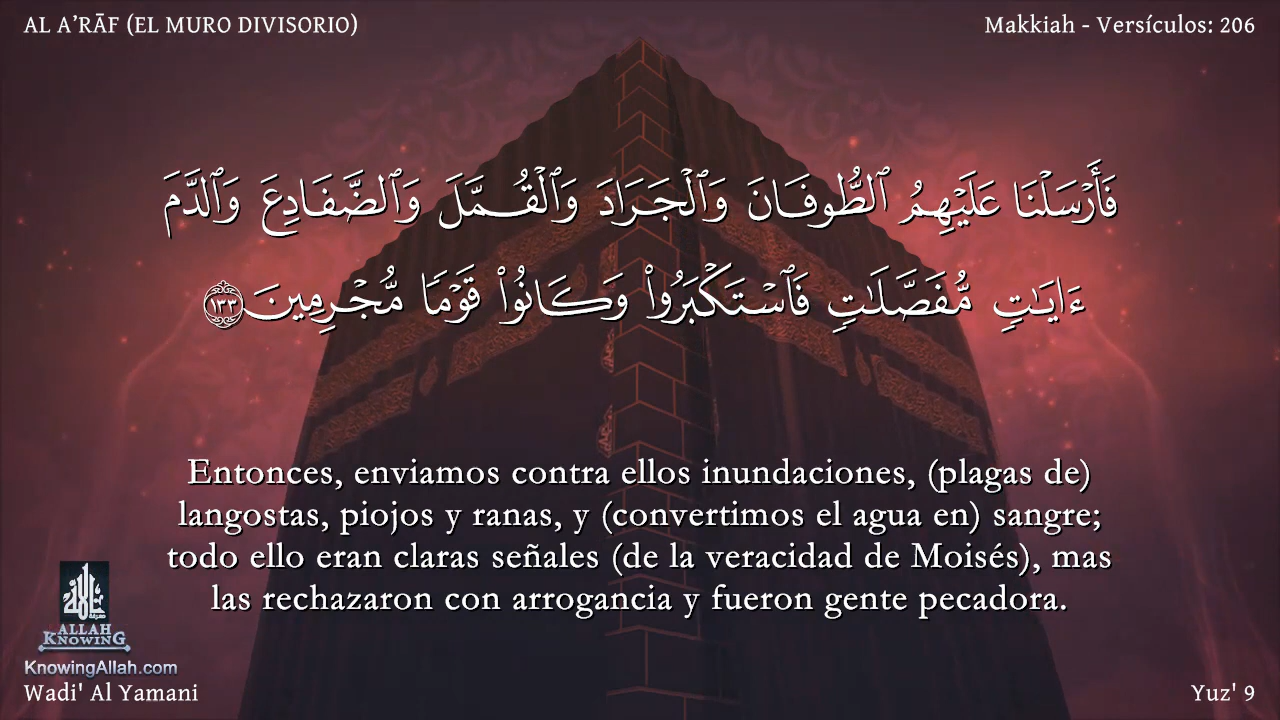 AL A’RĀF (EL MURO DIVISORIO)
Makkiah - Versículos: 206
فَأَرْسَلْنَا عَلَيْهِمُ ٱلطُّوفَانَ وَٱلْجَرَادَ وَٱلْقُمَّلَ وَٱلضَّفَادِعَ وَٱلدَّمَ
ءَايَـٰتٍ مُّفَصَّلَـٰتٍ فَٱسْتَكْبَرُوا۟ وَكَانُوا۟ قَوْمًا مُّجْرِمِينَ ١٣٣
Entonces, enviamos contra ellos inundaciones, (plagas de)
langostas, piojos y ranas, y (convertimos el agua en) sangre;
todo ello eran claras señales (de la veracidad de Moisés), mas
las rechazaron con arrogancia y fueron gente pecadora.
ALLAH
KNOWING
KnowingAllah.com
Wadi' Al Yamani
Yuz' 9